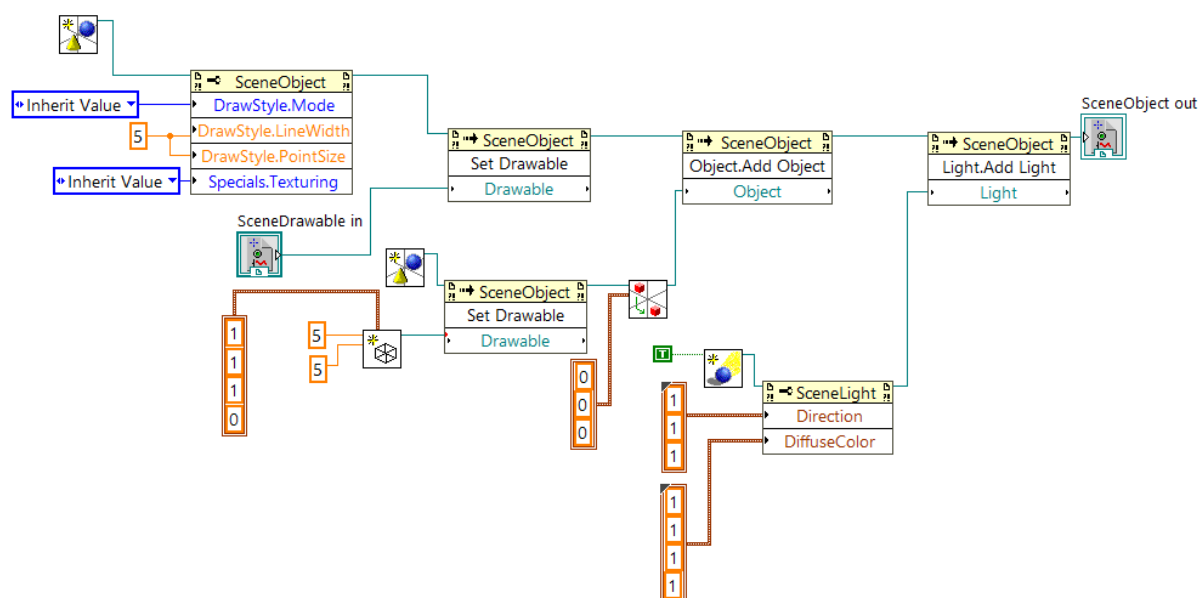 SceneObject
Inherit Value
DrawStyle.Mode
5
DrawStyle.LineWidth
DrawStyle.PointSize
Inherit Value
Specials.Texturing
SceneObject
Set Drawable
Drawable
SceneObject
Object.Add Object
Object
SceneObject
Light.Add Light
Light
SceneObject out
SceneDrawable in
SceneObject
Set Drawable
Drawable
1
1
1
0
5
5
0
0
0
T
SceneLight
Direction
DiffuseColor
1
1
1
1
1
1
1